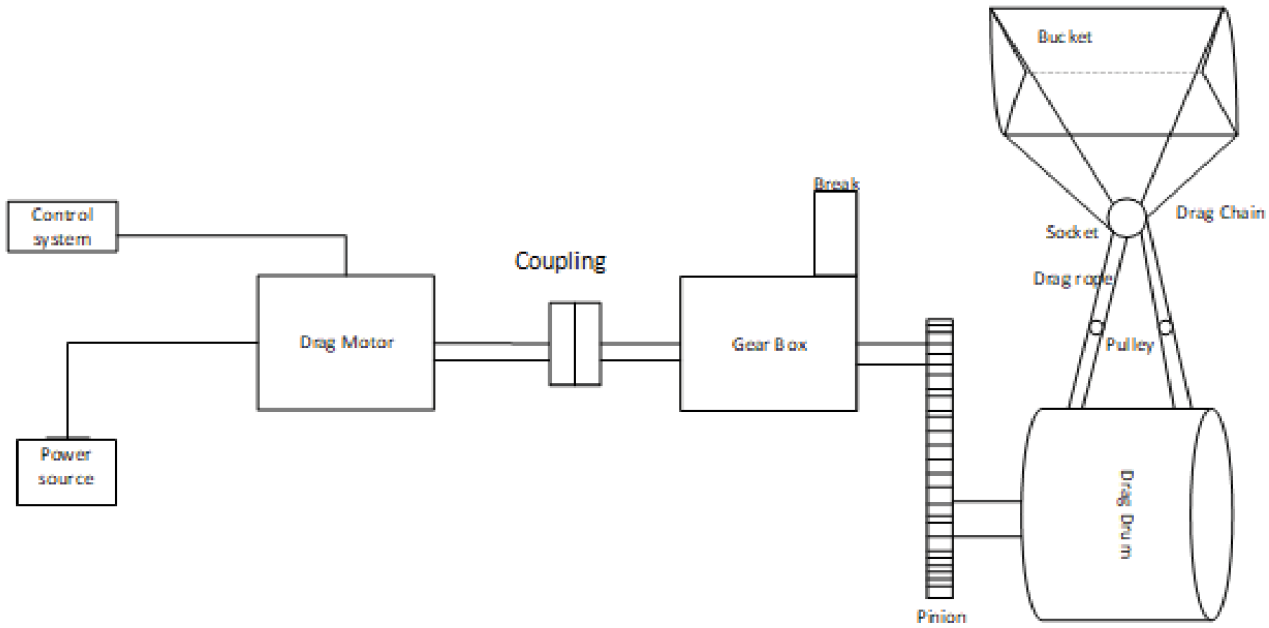 Bucket
Break
Control
system
Drag Chain
Socket
Coupling
Drag rope
Drag Motor
Gear Box
Pulley
Power
source
Drag Drum
Pinion